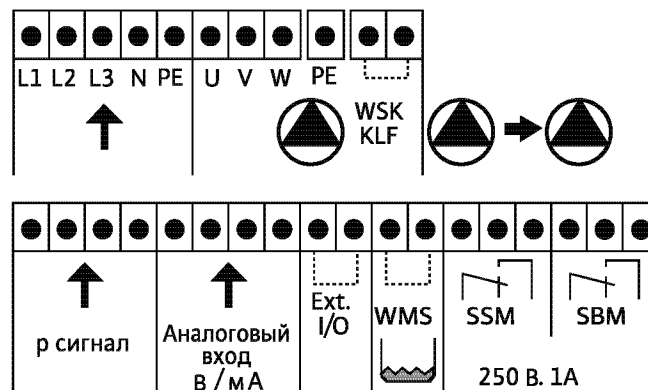 L1 L2 L3 N PE U V W PE
WSK
KLF
Ext.
I/O
WMS
SSM
SBM
р сигнал
Аналоговый
вход
в / мА
250 В. 1А